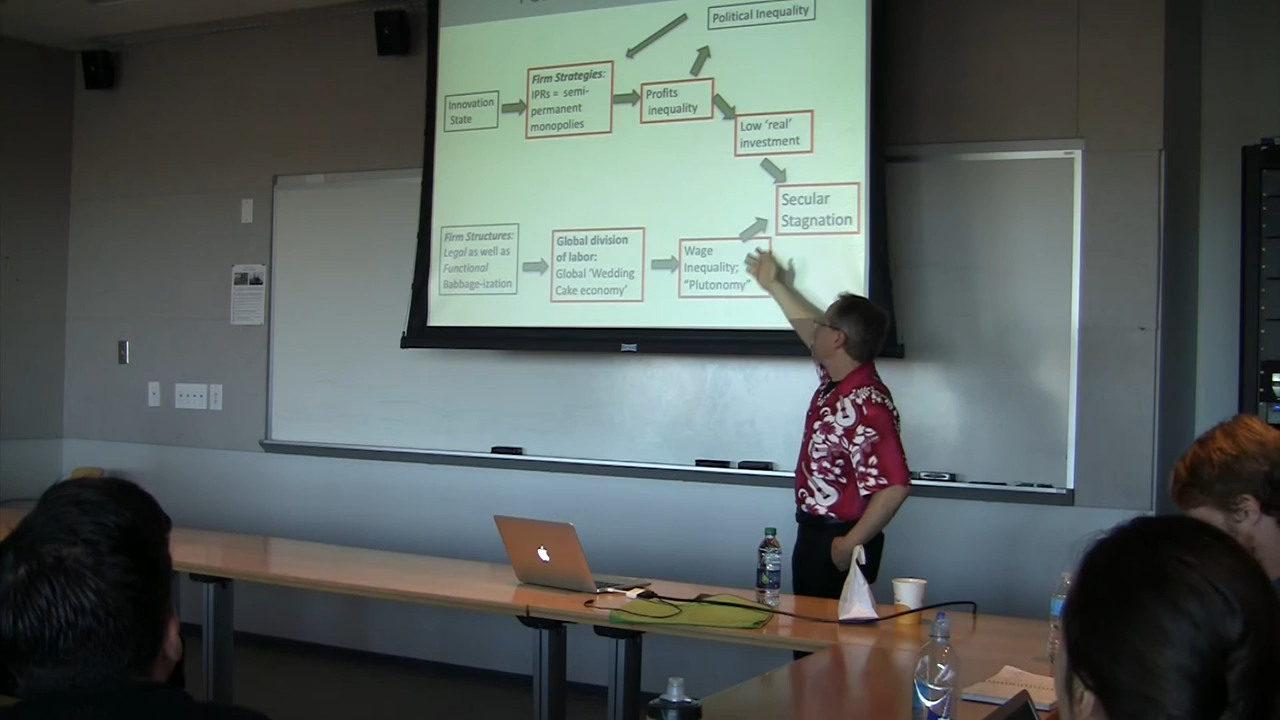 Political Inequality
Firm Strategies:
IPRs = semi-
permanent
monopolies
Innovation
State
Profits
inequality
Low 'real'
investment
Secular
Stagnation
Firm Structures:
Legal as well as
Functional
Babbage-ization
Global division
of labor:
Global 'Wedding
Cake economy'
Wage
Inequality;
"Plutonomy"